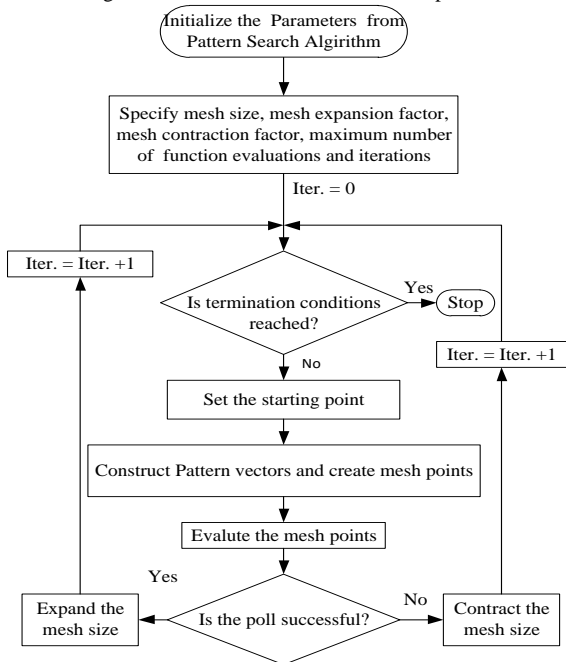 Initialize the Parameters from
Pattern Search Algirithm
Specify mesh size, mesh expansion factor,
mesh contraction factor, maximum number
of function evaluations and iterations
Iter. = 0
Iter. = Iter. +1
Is termination conditions
reached?
Yes
Stop
Iter. = Iter. +1
No
Set the starting point
Construct Pattern vectors and create mesh points
Evalute the mesh points
Yes
Expand the
mesh size
Is the poll successful?
No
Contract the
mesh size